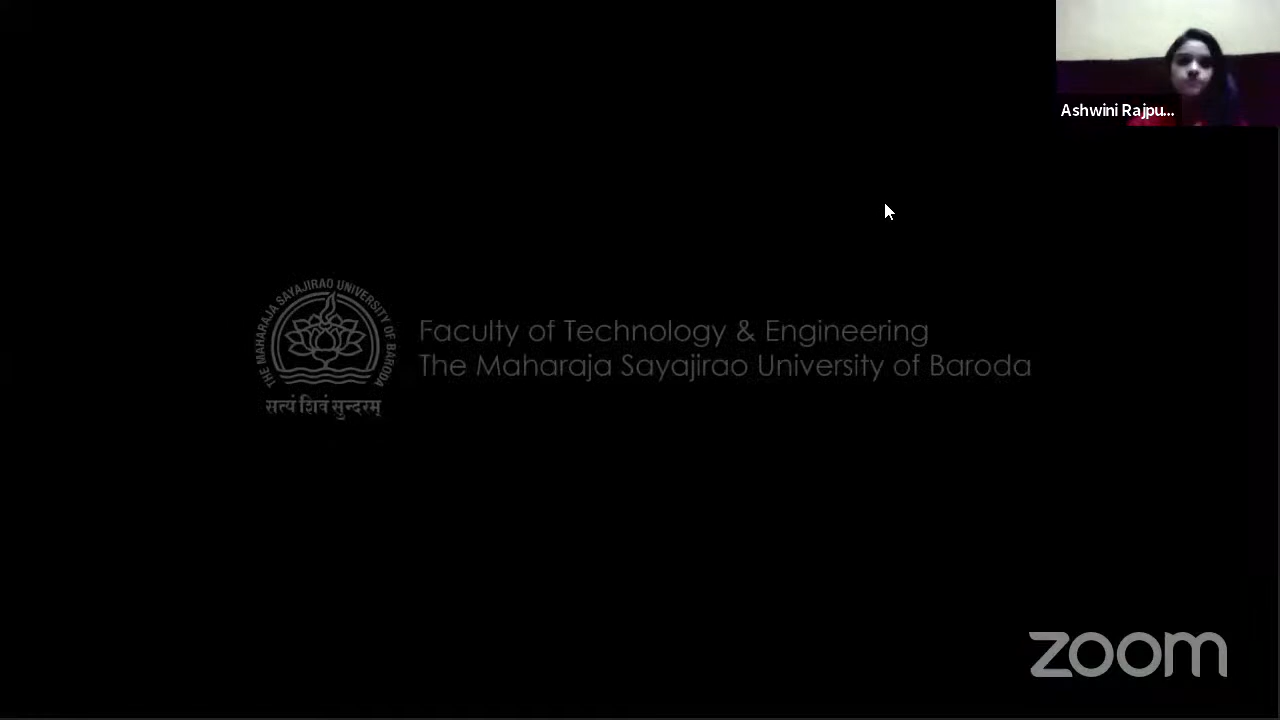 Ashwini Rajpu...
THE MAHARAJA SAYAJIRAO UNIVERSITY OF BARODA
सत्यं शिवं सुन्दरम्
Faculty of Technology & Engineering
The Maharaja Sayajirao University of Baroda
zoom